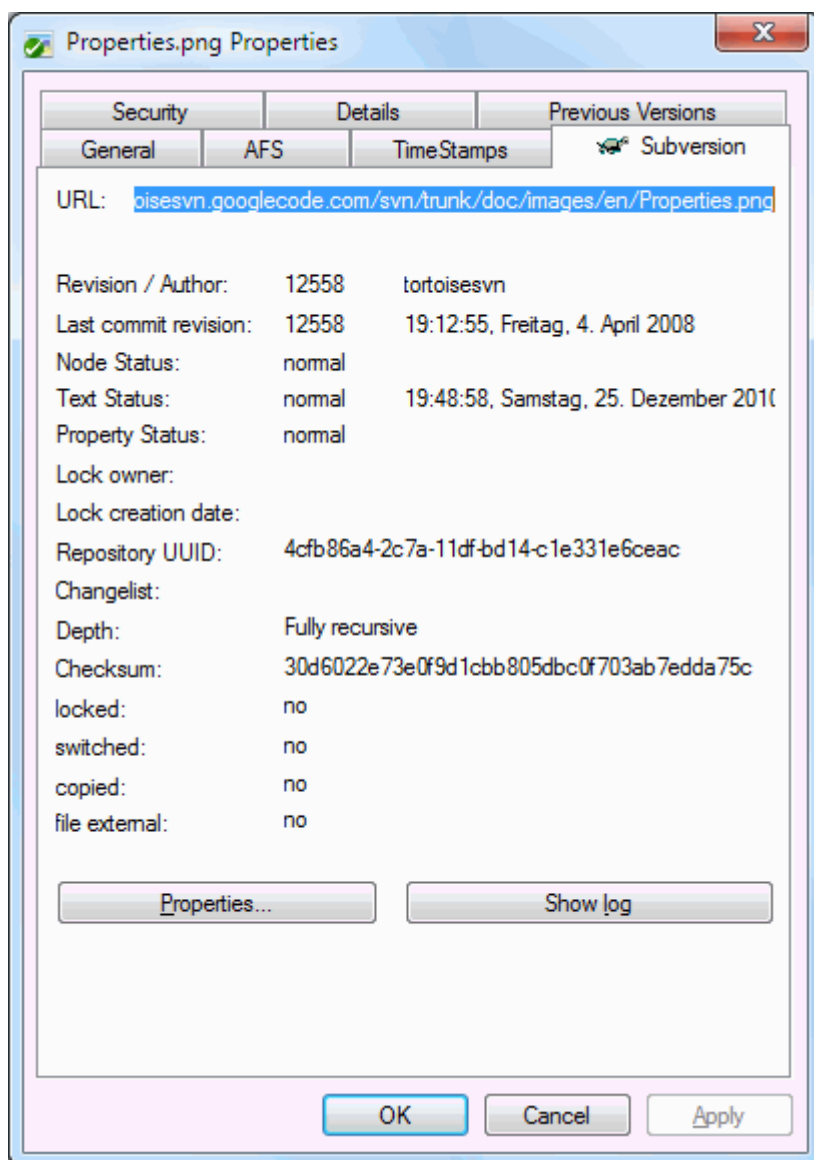 Properties.png Properties
Security Details Previous Versions
General AFS TimeStamps Subversion
URL: oisesvn.googlecode.com/svn/trunk/doc/images/en/Properties.png
Revision / Author: 12558 tortoisesvn
Last commit revision: 12558 19:12:55, Freitag, 4. April 2008
Node Status: normal
Text Status: normal 19:48:58, Samstag, 25. Dezember 2010
Property Status: normal
Lock owner:
Lock creation date:
Repository UUID: 4cfb86a4-2c7a-11df-bd14-c1e331e6ceac
Changelist:
Depth: Fully recursive
Checksum: 30d6022e73e0f9d1cbb805dbc0f703ab7edda75c
locked: no
switched: no
copied: no
file external: no
Properties... Show log
OK Cancel Apply